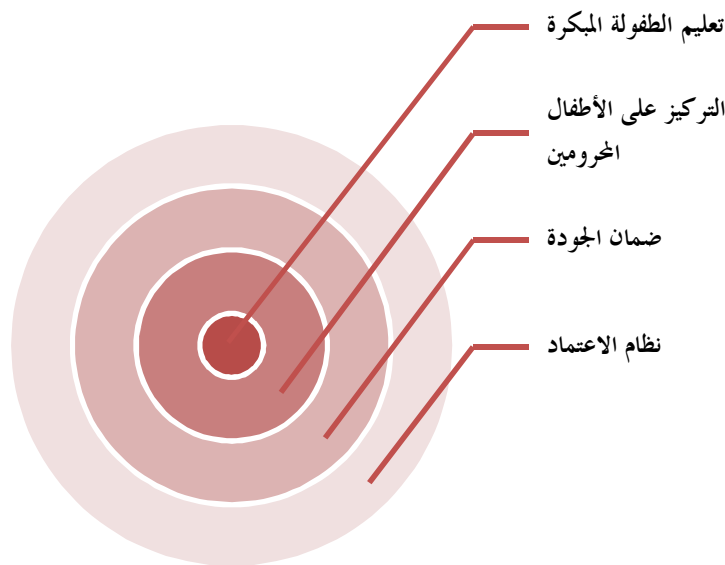 تعليم الطفولة المبكرة
التركيز على الأطفال
المحرومين
ضمان الجودة
نظام الاعتماد